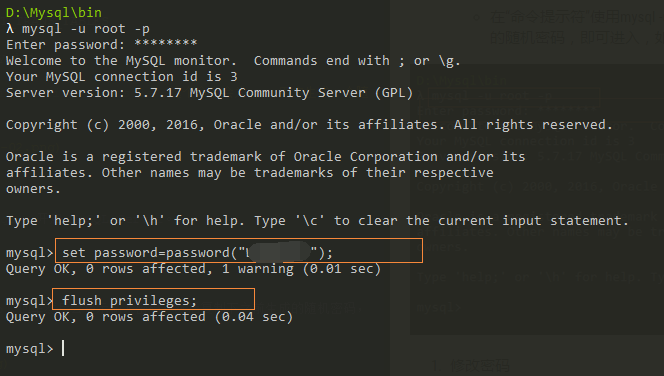 D:\Mysql\bin
λ mysql -u root -p
Enter password: ********
Welcome to the MySQL monitor.  Commands end with ; or \g.
Your MySQL connection id is 3
Server version: 5.7.17 MySQL Community Server (GPL)
Copyright (c) 2000, 2016, Oracle and/or its affiliates. All rights reserved.
Oracle is a registered trademark of Oracle Corporation and/or its
affiliates. Other names may be trademarks of their respective
owners.
Type 'help;' or '\h' for help. Type '\c' to clear the current input statement.
mysql> set password=password("");
Query OK, 0 rows affected, 1 warning (0.01 sec)
mysql> flush privileges;
Query OK, 0 rows affected (0.04 sec)
mysql>